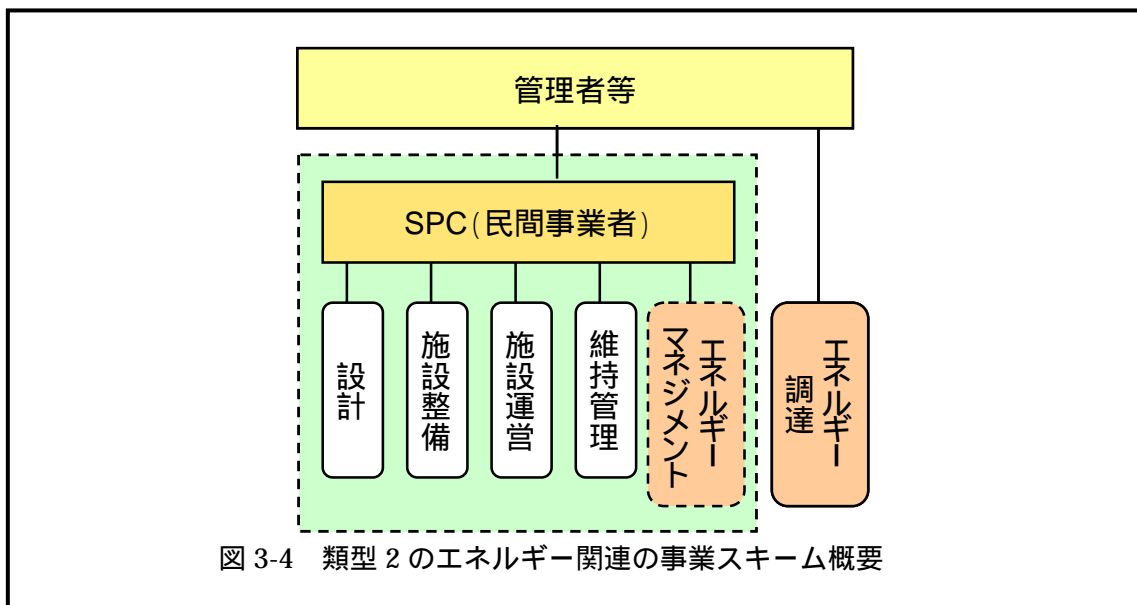 管理者等
SPC(民間事業者)
設計
施設整備
施設運営
維持管理
エネルギー
マネジメント
エネルギー
調達
図 3-4　類型 2 のエネルギー関連の事業スキーム概要